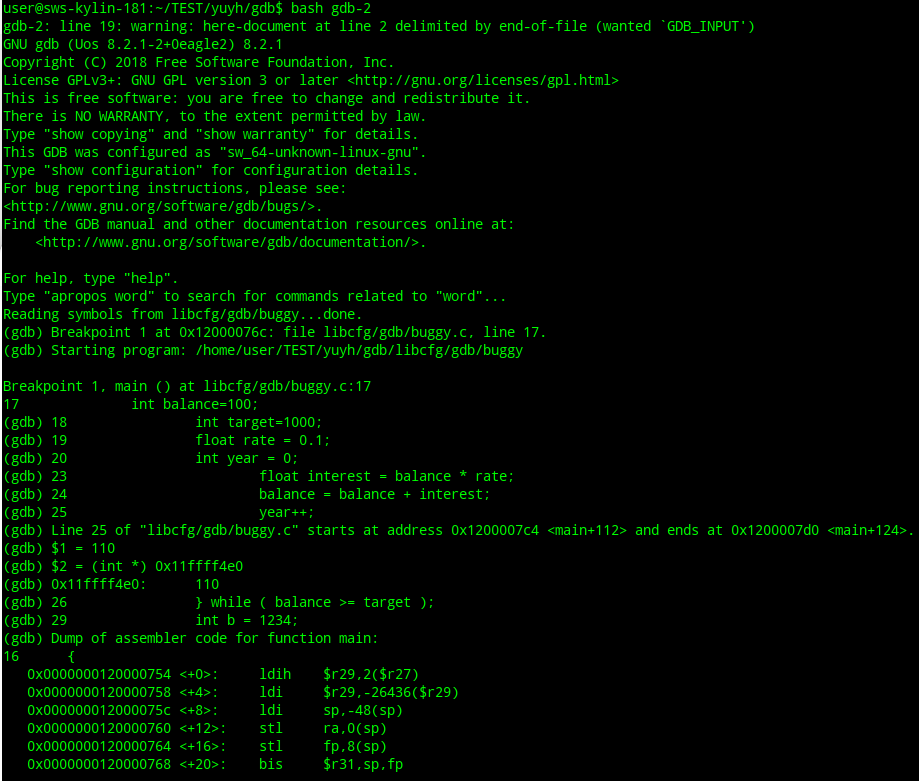 user@sws-kylin-181:~/TEST/yuyh/gdb$ bash gdb-2
gdb-2: line 19: warning: here-document at line 2 delimited by end-of-file (wanted `GDB_INPUT')
GNU gdb (Uos 8.2.1-2+0eagle2) 8.2.1
Copyright (C) 2018 Free Software Foundation, Inc.
License GPLv3+: GNU GPL version 3 or later <http://gnu.org/licenses/gpl.html>
This is free software: you are free to change and redistribute it.
There is NO WARRANTY, to the extent permitted by law.
Type "show copying" and "show warranty" for details.
This GDB was configured as "sw_64-unknown-linux-gnu".
Type "show configuration" for configuration details.
For bug reporting instructions, please see:
<http://www.gnu.org/software/gdb/bugs/>.
Find the GDB manual and other documentation resources online at:
    <http://www.gnu.org/software/gdb/documentation/>.
For help, type "help".
Type "apropos word" to search for commands related to "word"...
Reading symbols from libcfg/gdb/buggy...done.
(gdb) Breakpoint 1 at 0x12000076c: file libcfg/gdb/buggy.c, line 17.
(gdb) Starting program: /home/user/TEST/yuyh/gdb/libcfg/gdb/buggy
Breakpoint 1, main () at libcfg/gdb/buggy.c:17
17              int balance=100;
(gdb) 18                int target=1000;
(gdb) 19                float rate = 0.1;
(gdb) 20                int year = 0;
(gdb) 23                        float interest = balance * rate;
(gdb) 24                        balance = balance + interest;
(gdb) 25                        year++;
(gdb) Line 25 of "libcfg/gdb/buggy.c" starts at address 0x1200007c4 <main+112> and ends at 0x1200007d0 <main+124>.
(gdb) $1 = 110
(gdb) $2 = (int *) 0x11ffff4e0
(gdb) 0x11ffff4e0:      110
(gdb) 26                } while ( balance >= target );
(gdb) 29                int b = 1234;
(gdb) Dump of assembler code for function main:
16      {
   0x0000000120000754 <+0>:     ldih    $r29,2($r27)
   0x0000000120000758 <+4>:     ldi     $r29,-26436($r29)
   0x000000012000075c <+8>:     ldi     sp,-48(sp)
   0x0000000120000760 <+12>:    stl     ra,0(sp)
   0x0000000120000764 <+16>:    stl     fp,8(sp)
   0x0000000120000768 <+20>:    bis     $r31,sp,fp